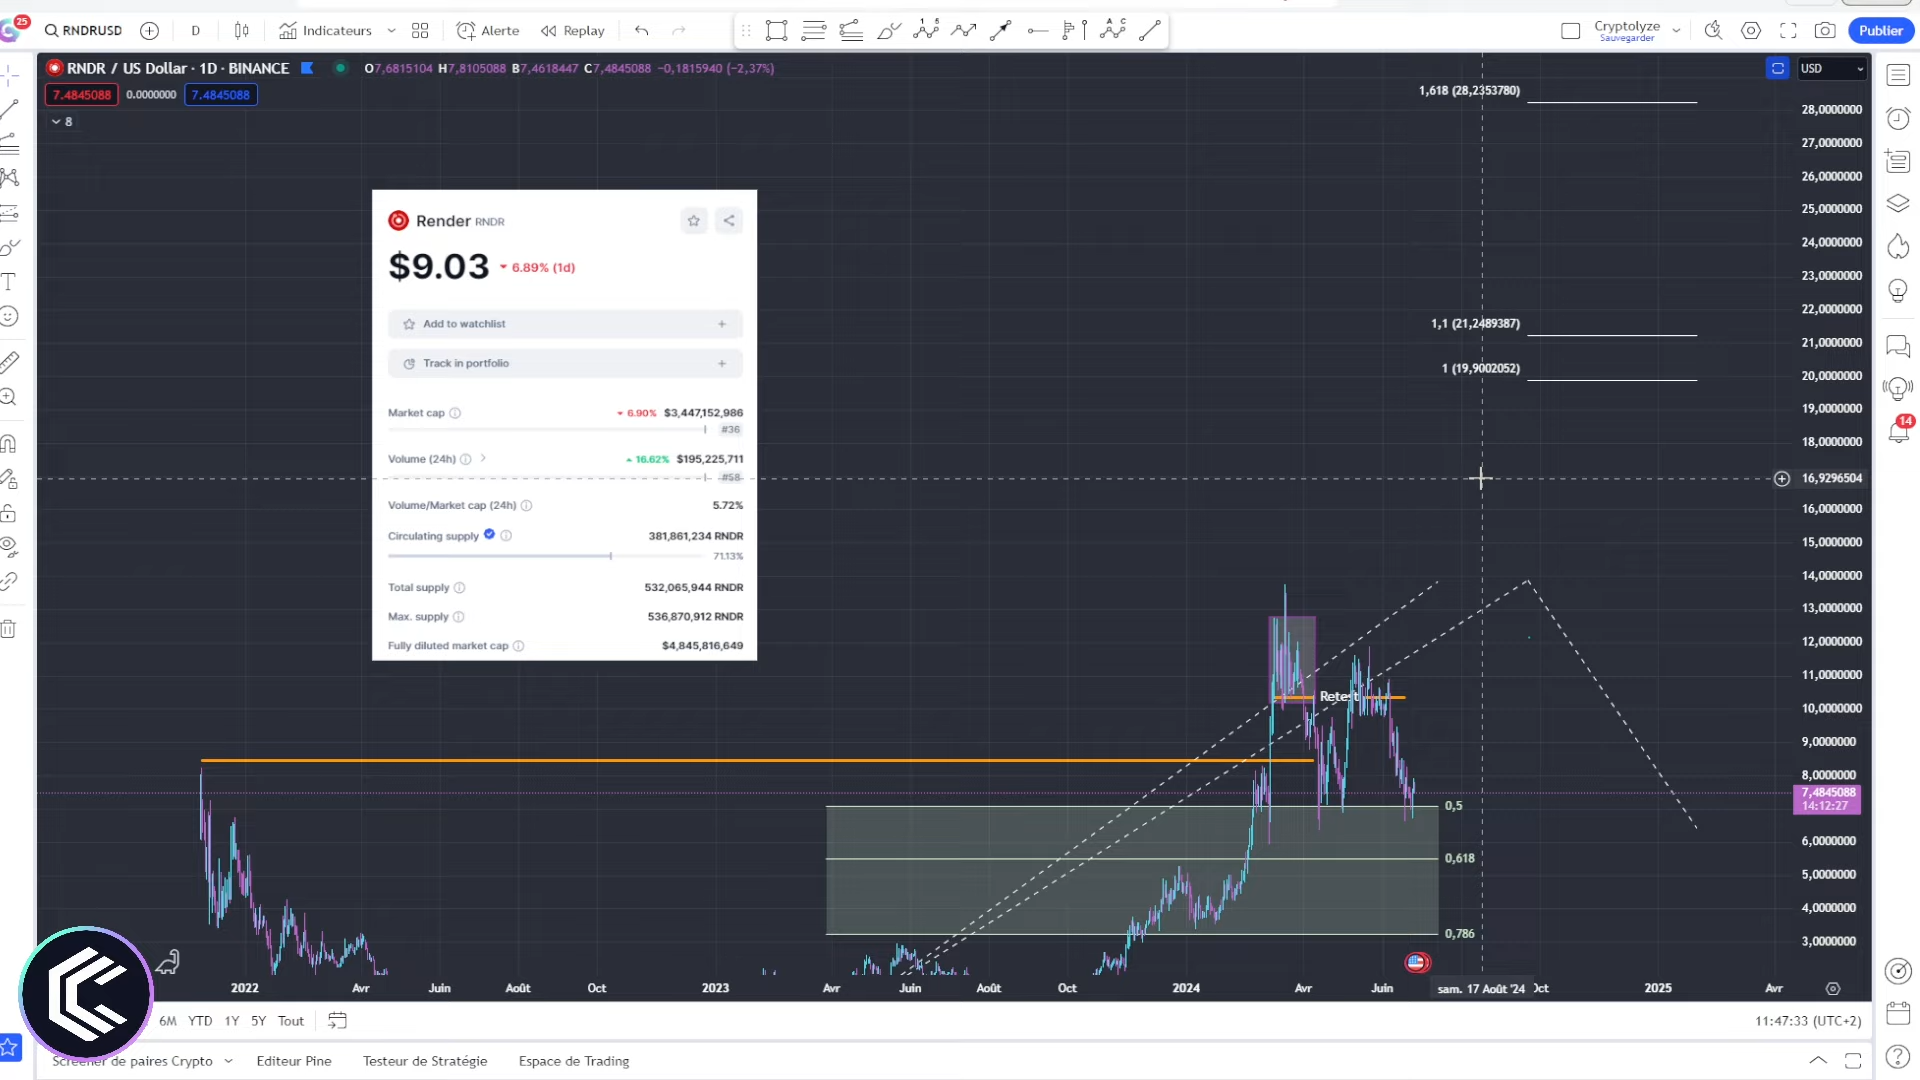 25
RNDRUSD
D
Indicateurs
Alerte
Replay
1 5
A C
Cryptolyze
Sauvegarder
Publier
RNDR / US Dollar · 1D · BINANCE
O7,6815104 H7,8105088 B7,4618447 C7,4845088 −0,1815940 (−2,37%)
USD
7.4845088
0.0000000
7.4845088
8
1,618 (28,2353780)
1,1 (21,2489387)
1 (19,9002052)
Render RNDR
$9.03
6.89% (1d)
Add to watchlist
Track in portfolio
Market cap
6.90% $3,447,152,986
#36
Volume (24h)
16.62% $195,225,711
#58
Volume/Market cap (24h)
5.72%
Circulating supply
381,861,234 RNDR
71.13%
Total supply
532,065,944 RNDR
Max. supply
536,870,912 RNDR
Fully diluted market cap
$4,845,816,649
Retest
0,5
0,618
0,786
28,0000000
27,0000000
26,0000000
25,0000000
24,0000000
23,0000000
22,0000000
21,0000000
20,0000000
19,0000000
18,0000000
16,9296504
16,0000000
15,0000000
14,0000000
13,0000000
12,0000000
11,0000000
10,0000000
9,0000000
8,0000000
7,4845088
14:12:27
6,0000000
5,0000000
4,0000000
3,0000000
14
2022
Avr
Juin
Août
Oct
2023
Avr
Juin
Août
Oct
2024
Avr
Juin
sam. 17 Août '24
2025
Avr
6M
YTD
1Y
5Y
Tout
11:47:33 (UTC+2)
Screener de paires Crypto
Editeur Pine
Testeur de Stratégie
Espace de Trading